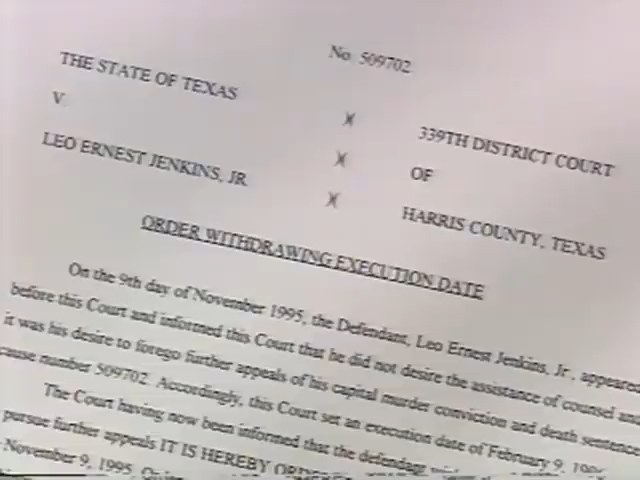 No. 509702
THE STATE OF TEXAS
V.
LEO ERNEST JENKINS, JR
X
X
X
339TH DISTRICT COURT
OF
HARRIS COUNTY, TEXAS
ORDER WITHDRAWING EXECUTION DATE
On the 9th day of November 1995, the Defendant, Leo Ernest Jenkins, Jr., appeared
before this Court and informed this Court that he did not desire the assistance of counsel and
it was his desire to forego further appeals of his capital murder conviction and death sentence
cause number 509702. Accordingly, this Court set an execution date of February 9,
The Court having now been informed that the defendant
pursue further appeals IT IS HEREBY
November 9, 1995.